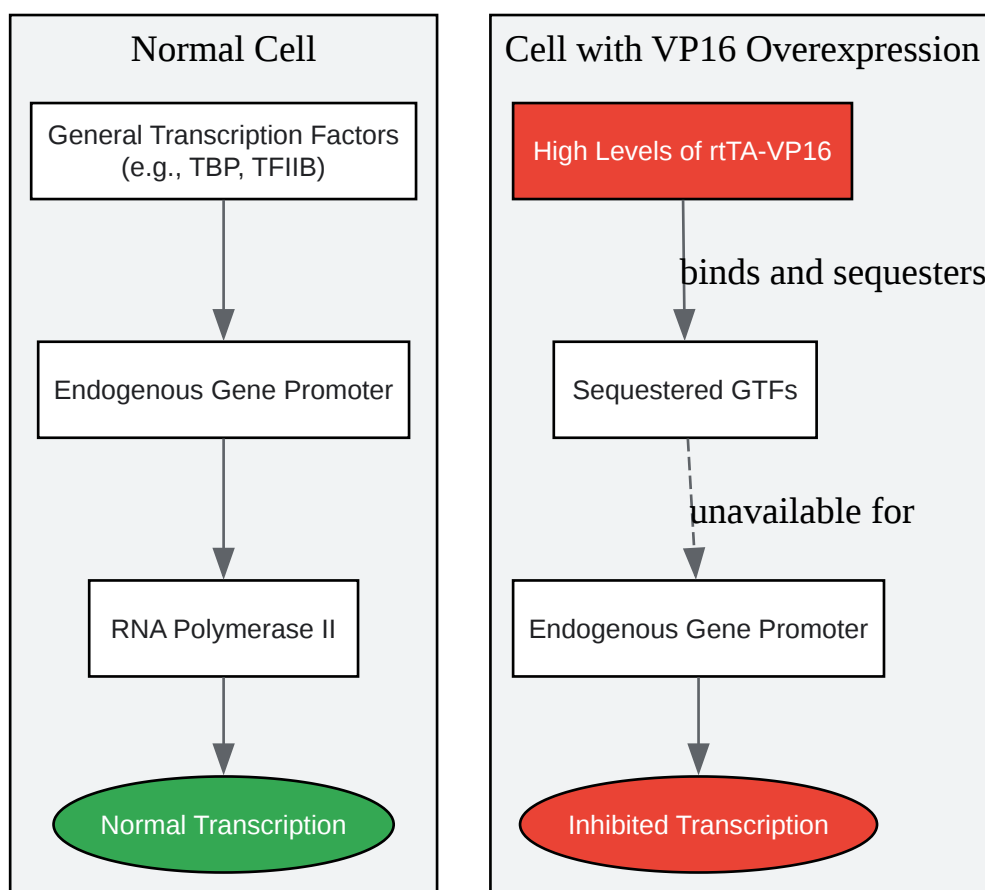 Normal Cell
General Transcription Factors
(e.g., TBP, TFIIB)
Endogenous Gene Promoter
RNA Polymerase II
Normal Transcription
Cell with VP16 Overexpression
High Levels of rtTA-VP16
binds and sequesters
Sequestered GTFs
unavailable for
Endogenous Gene Promoter
Inhibited Transcription